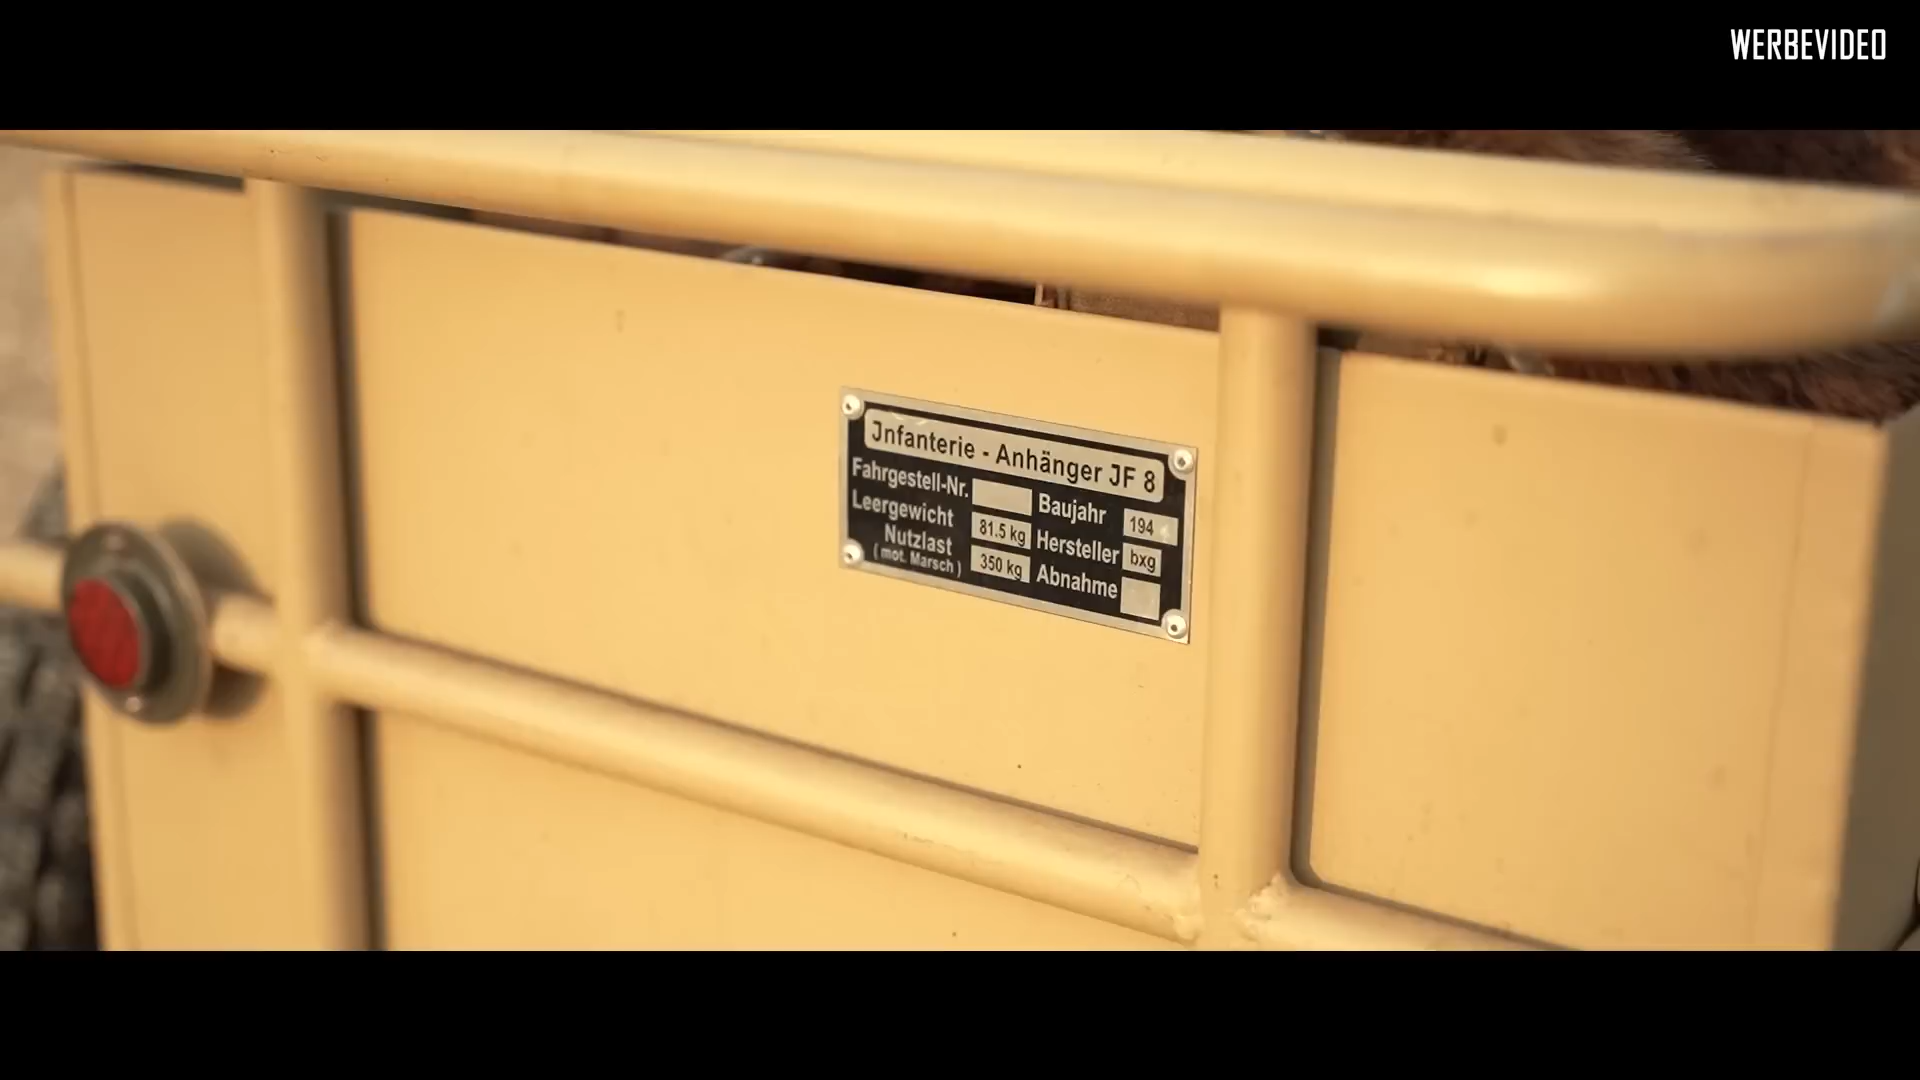 WERBEVIDEO
Jnfanterie - Anhänger JF 8
Fahrgestell-Nr. Baujahr 194
Leergewicht 81.5 kg Hersteller bxg
Nutzlast 350 kg Abnahme
( mot. Marsch )